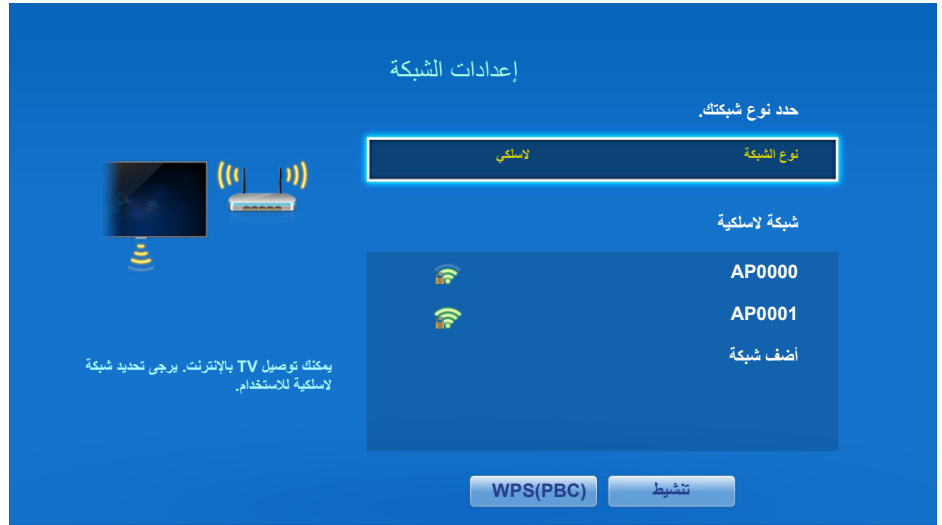 إعدادات الشبكة
حدد نوع شبكتك.
نوع الشبكة لاسلكي
شبكة لاسلكية
AP0000
AP0001
أضف شبكة
يمكنك توصيل TV بالإنترنت. يرجى تحديد شبكة
لاسلكية للاستخدام.
تنشيط WPS(PBC)